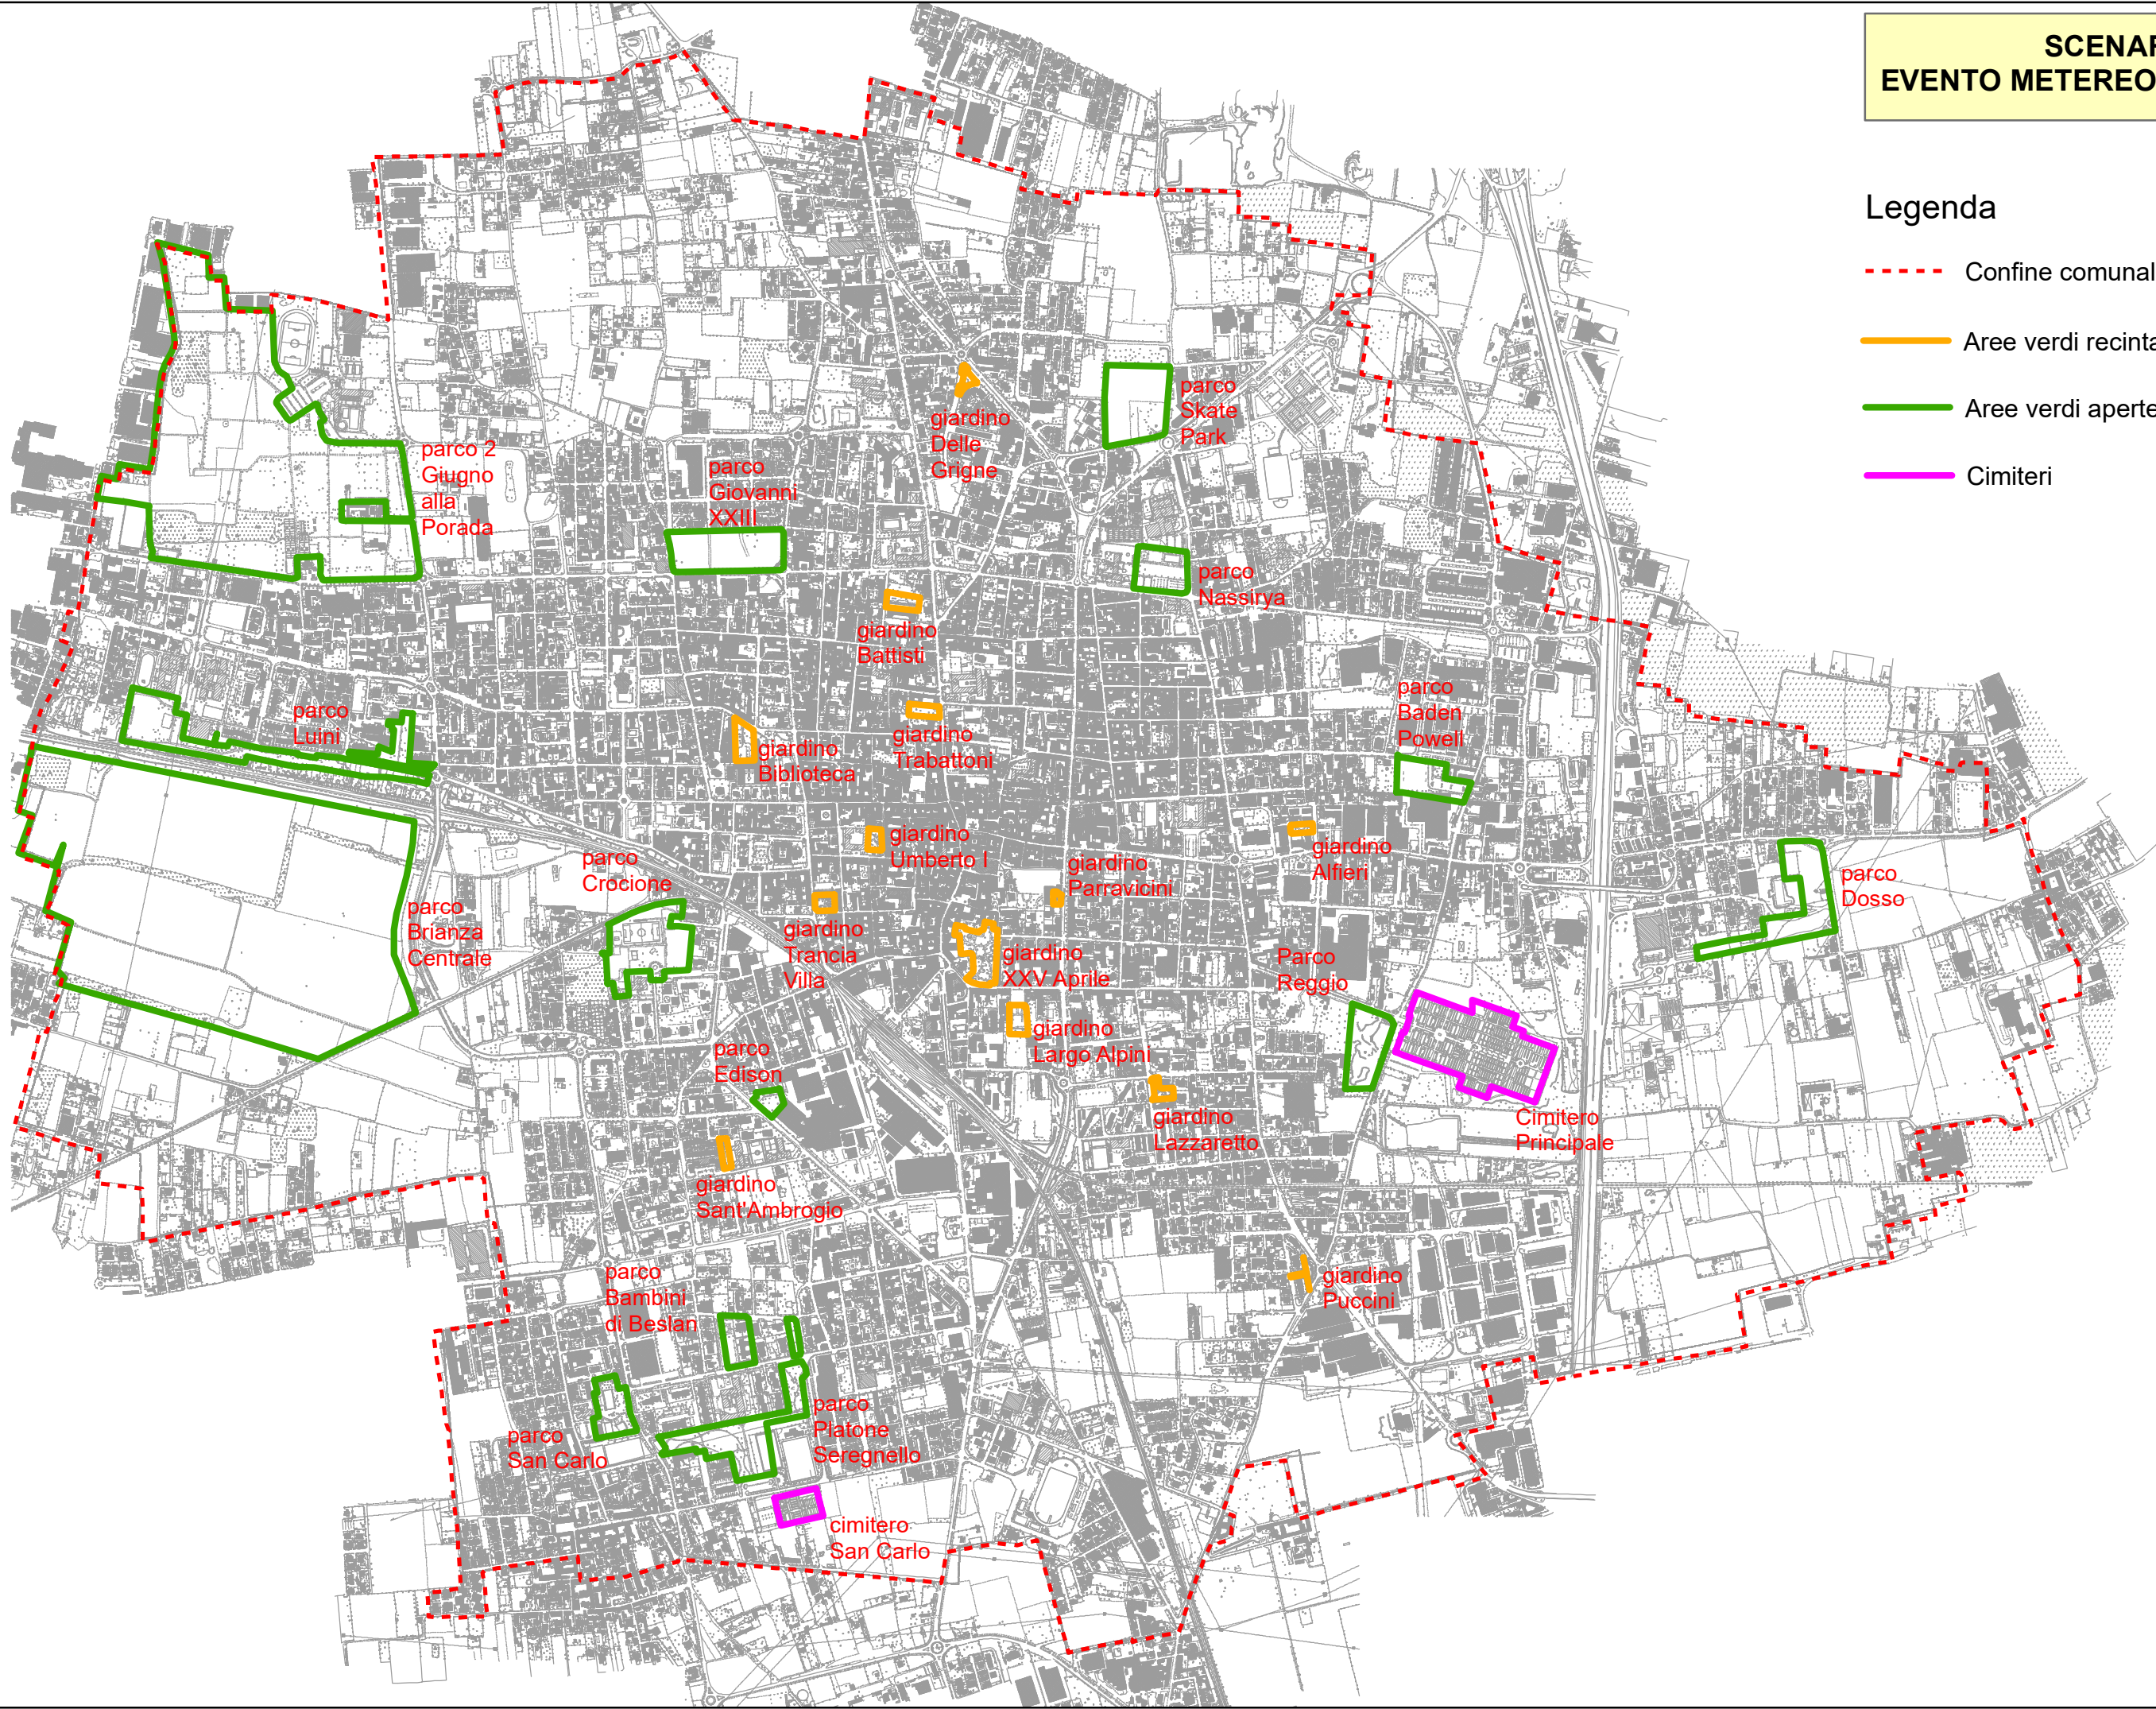 SCENAR
EVENTO METEREO
Legenda
Confine comunal
Aree verdi recinta
Aree verdi aperte
Cimiteri
parco 2
Giugno
alla
Porada
parco
Giovanni
XXIII
giardino
Delle
Grigne
parco
Skate
Park
parco
Nassirya
giardino
Battisti
parco
Luini
giardino
Biblioteca
giardino
Trabattoni
parco
Baden
Powell
giardino
Umberto I
giardino
Parravicini
giardino
Alfieri
parco
Dosso
parco
Crocione
parco
Brianza
Centrale
giardino
Trancia
Villa
giardino
XXV Aprile
Parco
Reggio
giardino
Largo Alpini
parco
Edison
giardino
Lazzaretto
Cimitero
Principale
giardino
Sant'Ambrogio
parco
Bambini
di Beslan
giardino
Puccini
parco
San Carlo
parco
Platone
Seregnello
cimitero
San Carlo